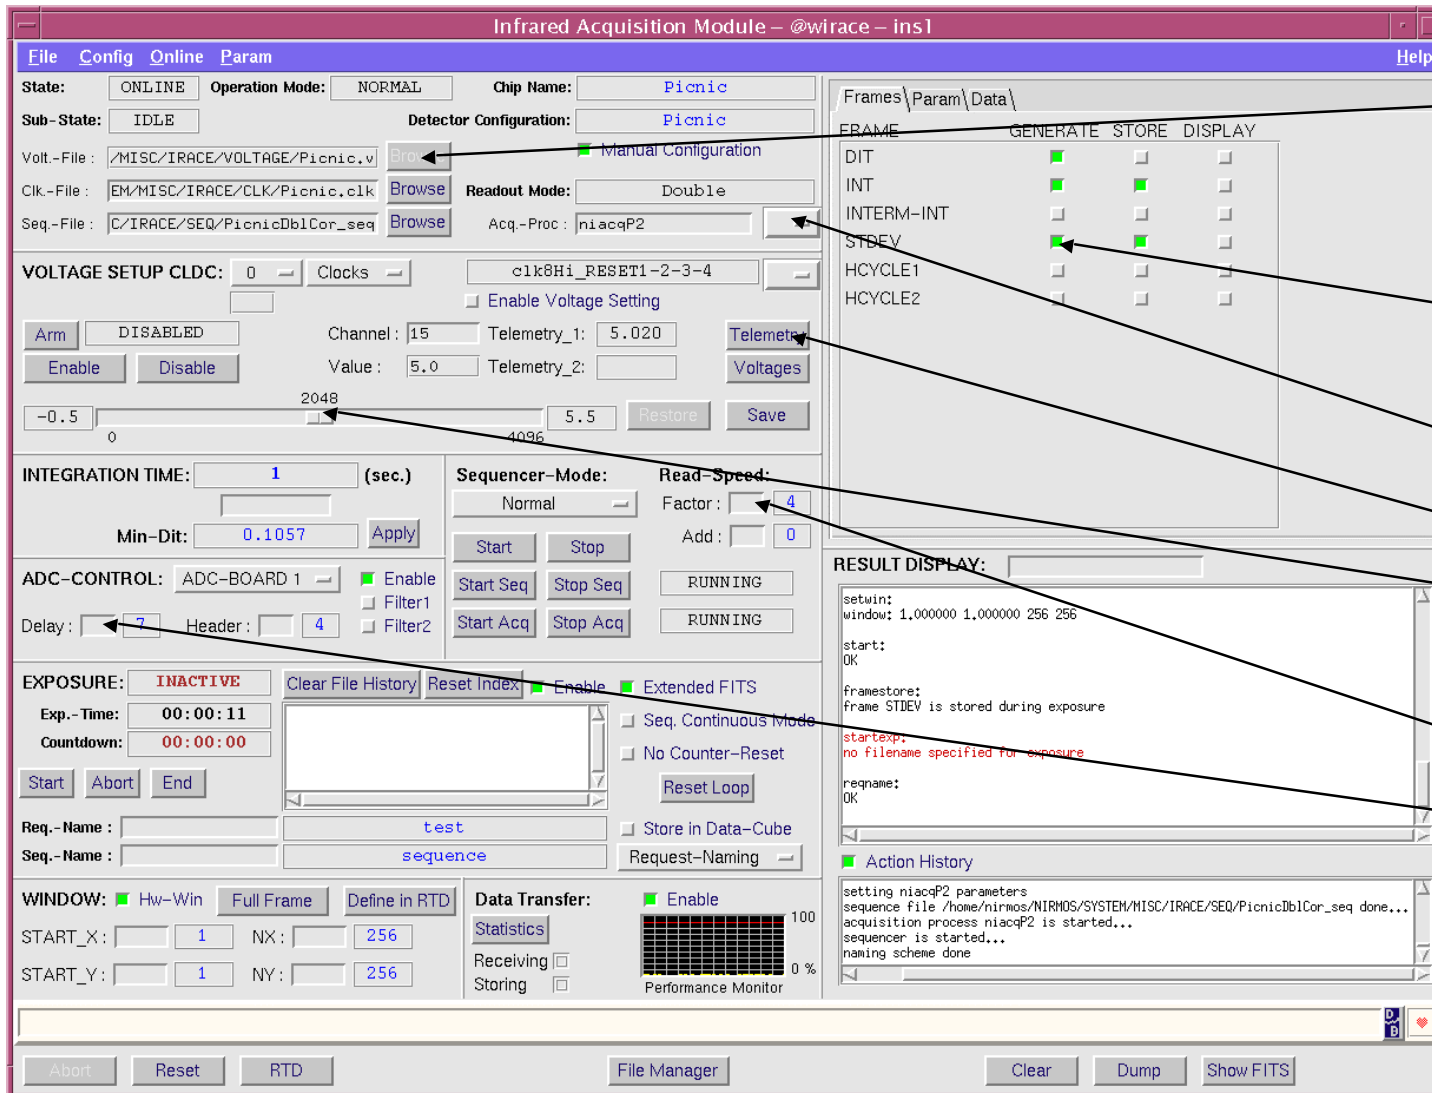 Infrared Acquisition Module – @wirace – ins1
File Config Online Param Help
State: ONLINE Operation Mode: NORMAL Chip Name: Picnic
Sub-State: IDLE Detector Configuration: Picnic
Volt.-File : /MISC/IRACE/VOLTAGE/Picnic.v Manual Configuration
Clk.-File : EM/MISC/IRACE/CLK/Picnic.clk Browse Readout Mode: Double
Seq.-File : C/IRACE/SEQ/PicnicDblCor_seq Browse Acq.-Proc : niacqP2
VOLTAGE SETUP CLDC: 0 Clocks clk8Hi_RESET1-2-3-4
Enable Voltage Setting
Arm DISABLED Channel : 15 Telemetry_1: 5.020 Telemetry
Enable Disable Value : 5.0 Telemetry_2: Voltages
2048
-0.5 5.5 Restore Save
0 4096
INTEGRATION TIME: 1 (sec.)
Min-Dit: 0.1057 Apply
Sequencer-Mode: Read-Speed:
Normal Factor : 4
Start Stop Add : 0
Start Seq Stop Seq RUNNING
Start Acq Stop Acq RUNNING
ADC-CONTROL: ADC-BOARD 1 Enable
Filter1
Delay : 7 Header : 4 Filter2
EXPOSURE: INACTIVE Clear File History Reset Index Enable Extended FITS
Exp.-Time: 00:00:11 Seq. Continuous Mode
Countdown: 00:00:00 No Counter-Reset
Start Abort End Reset Loop
Req.-Name : test Store in Data-Cube
Seq.-Name : sequence Request-Naming
WINDOW: Hw-Win Full Frame Define in RTD
START_X : 1 NX : 256
START_Y : 1 NY : 256
Data Transfer: Enable
Statistics 100
Receiving
Storing 0 %
Performance Monitor
Frames Param Data
FRAME GENERATE STORE DISPLAY
DIT
INT
INTERM-INT
STDEV
HCYCLE1
HCYCLE2
RESULT DISPLAY:
setwin:
window: 1.000000 1.000000 256 256
start:
OK
framestore:
frame STDEV is stored during exposure
startexp:
no filename specified for exposure
reqname:
OK
Action History
setting niacqP2 parameters
sequence file /home/nirmos/NIRMOS/SYSTEM/MISC/IRACE/SEQ/PicnicDblCor_seq done...
acquisition process niacqP2 is started...
sequencer is started...
naming scheme done
D
B
Abort Reset RTD File Manager Clear Dump Show FITS